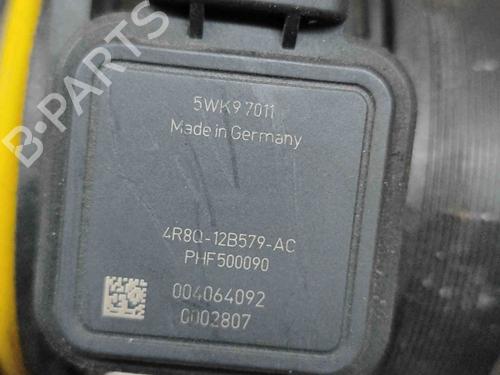 B-PARTS
5WK9 7011
Made in Germany
4R8Q-12B579-AC
PHF500090
004064092
0002807